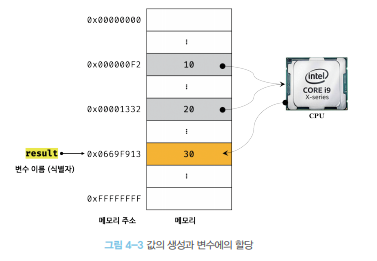 0x00000000
0x000000F2
10
intel
CORE i9
X-series
CPU
0x00001332
20
result
0x0669F913
30
변수 이름 (식별자)
0xFFFFFFFF
메모리 주소
메모리
그림 4-3 값의 생성과 변수에의 할당